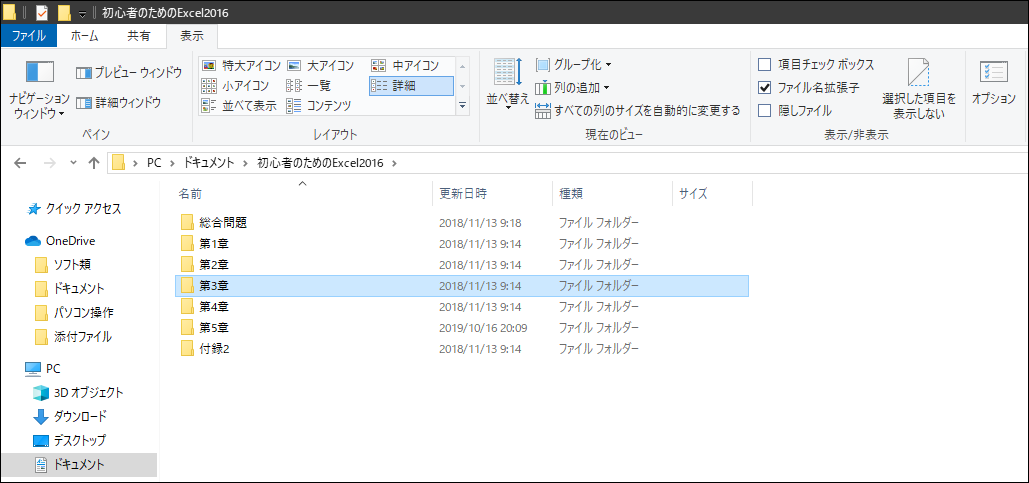 初心者のためのExcel2016
ファイル ホーム 共有 表示
ナビゲーション ウィンドウ
プレビュー ウィンドウ
詳細ウィンドウ
ペイン
特大アイコン 大アイコン 中アイコン
小アイコン 一覧 詳細
並べて表示 コンテンツ
レイアウト
並べ替え
グループ化
列の追加
すべての列のサイズを自動的に変更する
現在のビュー
項目チェック ボックス
ファイル名拡張子
隠しファイル
選択した項目を
表示しない
表示/非表示
オプション
PC ドキュメント 初心者のためのExcel2016
クイック アクセス
OneDrive
ソフト類
ドキュメント
パソコン操作
添付ファイル
PC
3D オブジェクト
ダウンロード
デスクトップ
ドキュメント
名前 更新日時 種類 サイズ
総合問題 2018/11/13 9:18 ファイル フォルダー
第1章 2018/11/13 9:14 ファイル フォルダー
第2章 2018/11/13 9:14 ファイル フォルダー
第3章 2018/11/13 9:14 ファイル フォルダー
第4章 2018/11/13 9:14 ファイル フォルダー
第5章 2019/10/16 20:09 ファイル フォルダー
付録2 2018/11/13 9:14 ファイル フォルダー